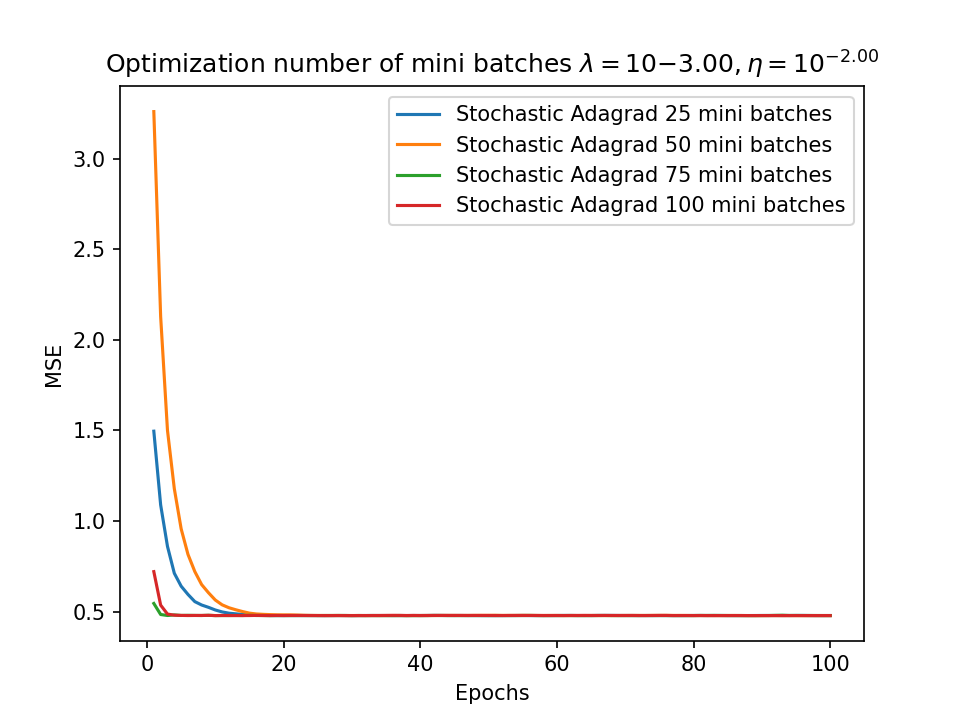 Optimization number of mini batches λ = 10−3.00, η = 10^−2.00
Stochastic Adagrad 25 mini batches
Stochastic Adagrad 50 mini batches
Stochastic Adagrad 75 mini batches
Stochastic Adagrad 100 mini batches
3.0
2.5
2.0
1.5
1.0
0.5
MSE
0 20 40 60 80 100
Epochs